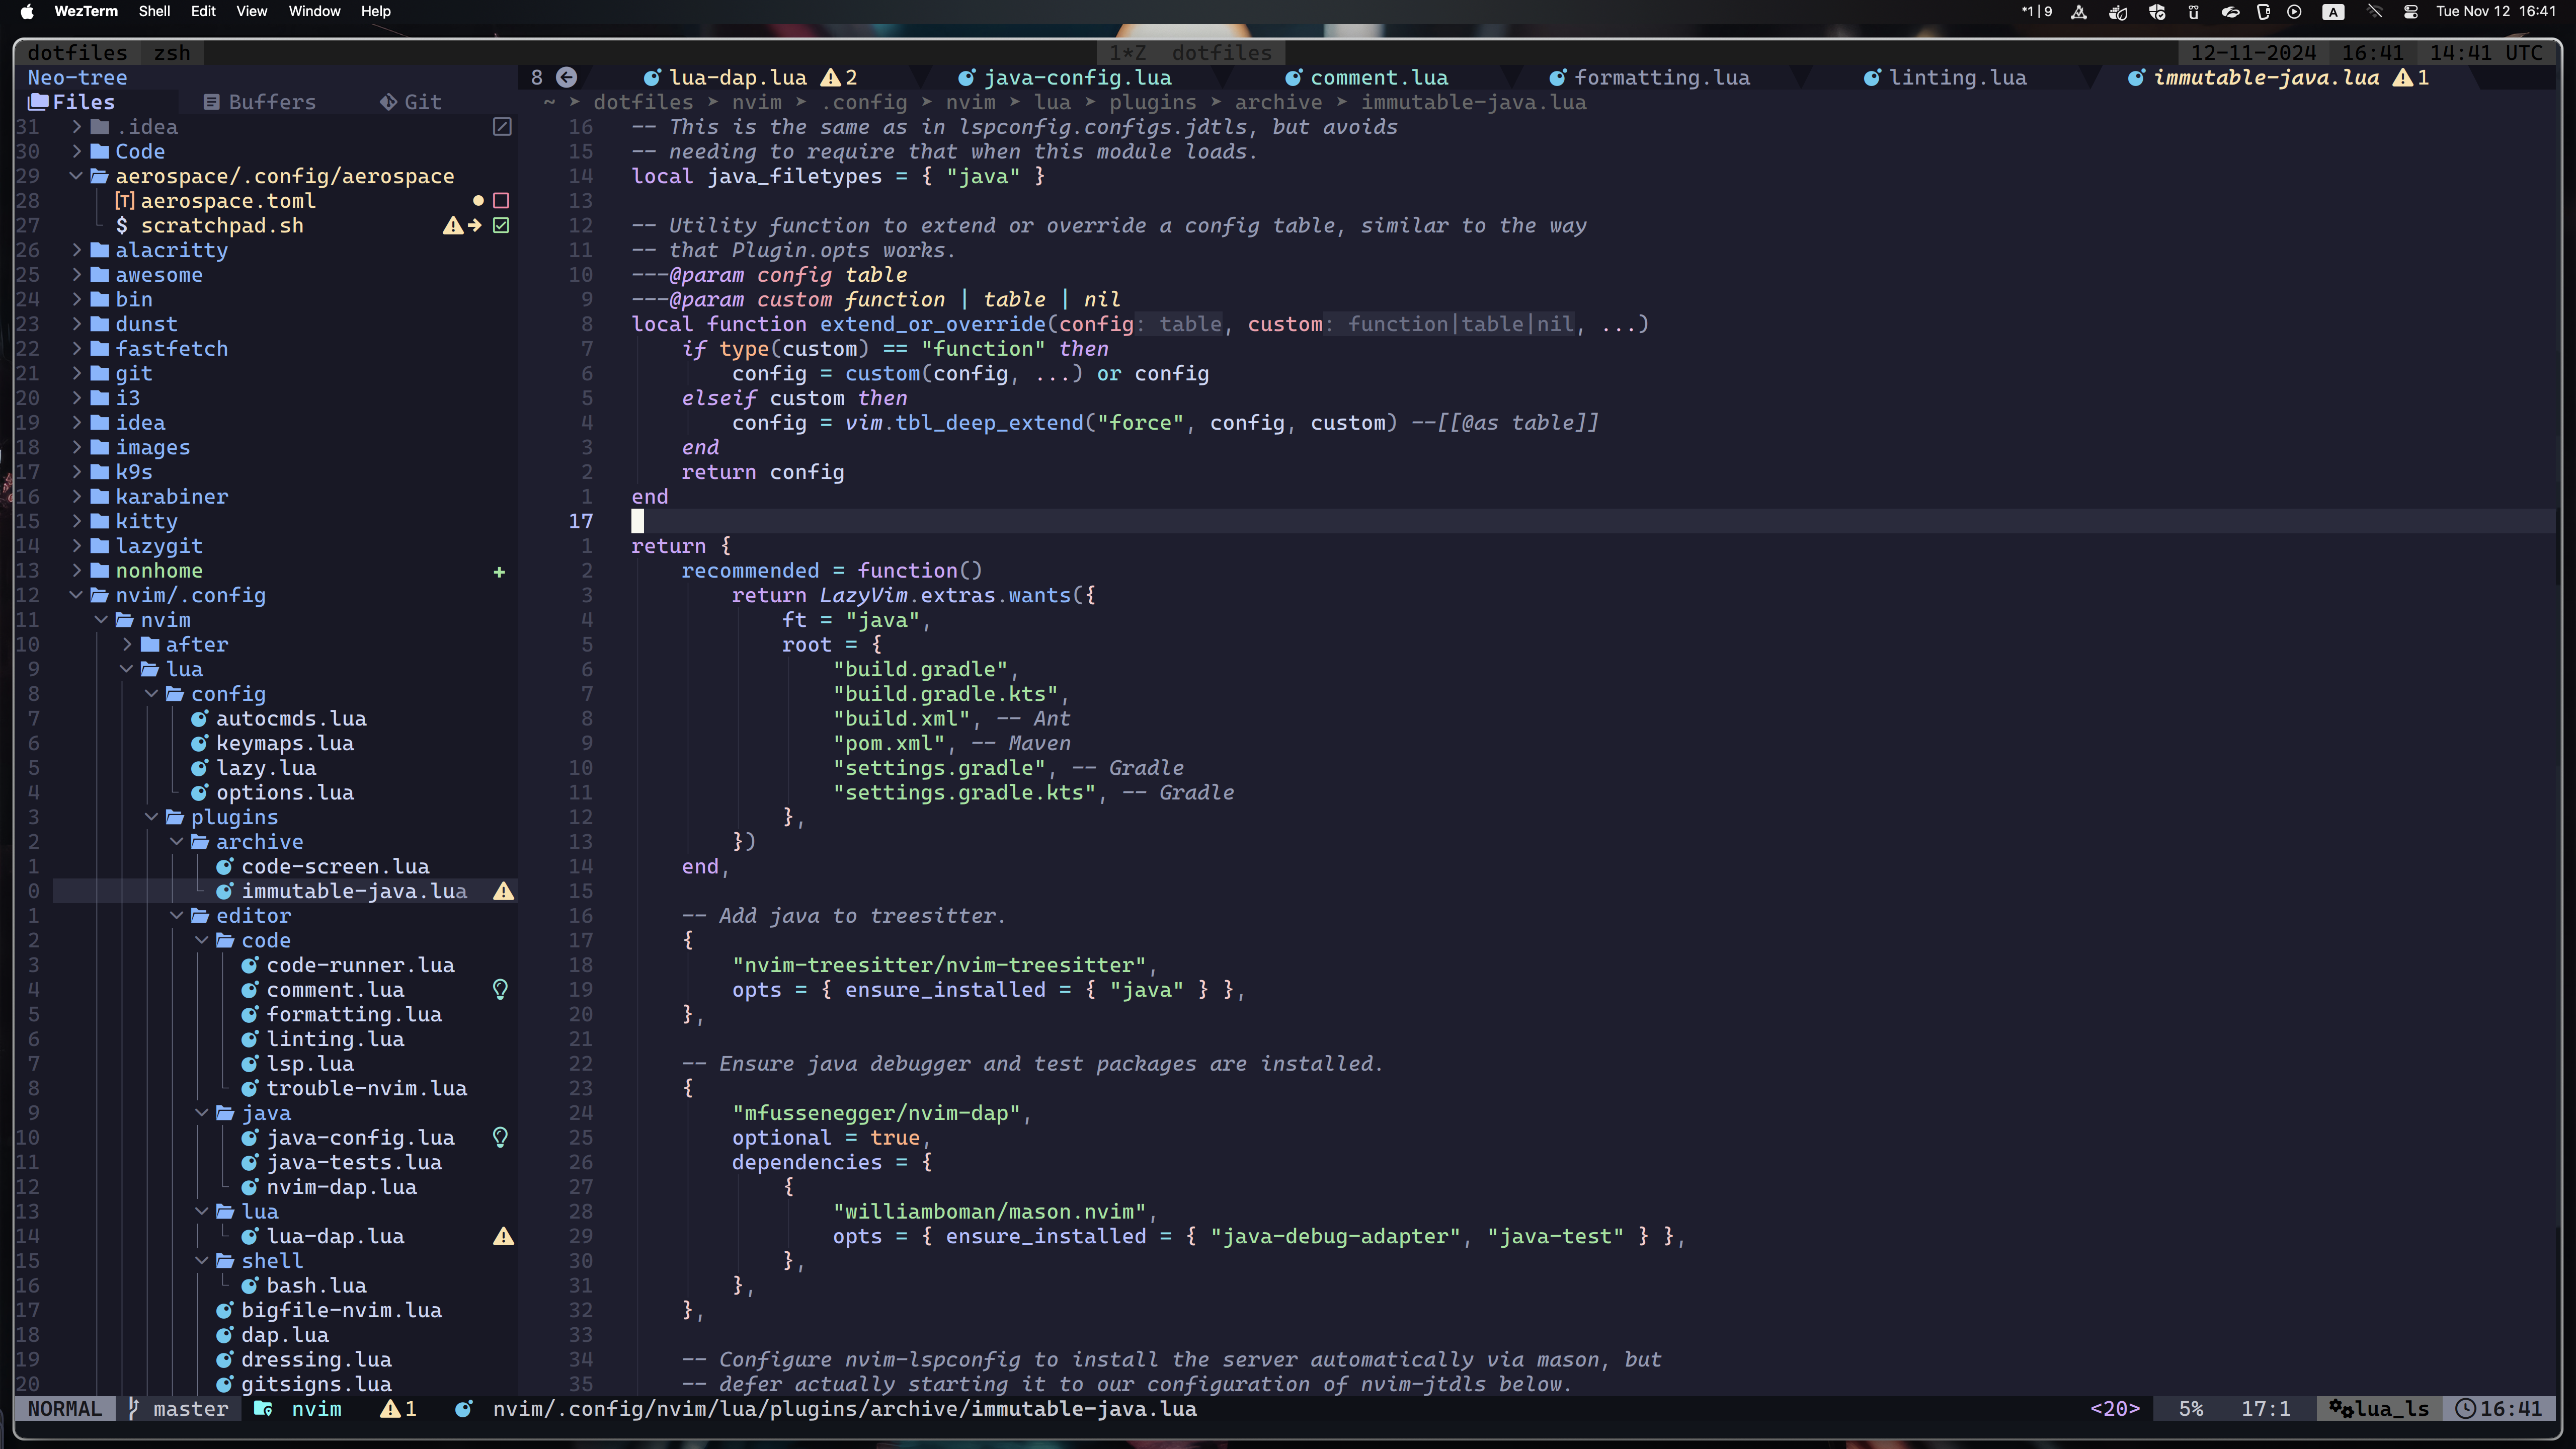 WezTerm Shell Edit View Window Help *1|9 A Tue Nov 12 16:41
dotfiles zsh 1*Z dotfiles 12-11-2024 16:41 14:41 UTC
Neo-tree
Files Buffers Git
31 .idea
30 Code
29 aerospace/.config/aerospace
28 [T] aerospace.toml
27 $ scratchpad.sh
26 alacritty
25 awesome
24 bin
23 dunst
22 fastfetch
21 git
20 i3
19 idea
18 images
17 k9s
16 karabiner
15 kitty
14 lazygit
13 nonhome +
12 nvim/.config
11 nvim
10 after
9 lua
8 config
7 autocmds.lua
6 keymaps.lua
5 lazy.lua
4 options.lua
3 plugins
2 archive
1 code-screen.lua
0 immutable-java.lua
1 editor
2 code
3 code-runner.lua
4 comment.lua
5 formatting.lua
6 linting.lua
7 lsp.lua
8 trouble-nvim.lua
9 java
10 java-config.lua
11 java-tests.lua
12 nvim-dap.lua
13 lua
14 lua-dap.lua
15 shell
16 bash.lua
17 bigfile-nvim.lua
18 dap.lua
19 dressing.lua
20 gitsigns.lua
8 lua-dap.lua 2 java-config.lua comment.lua formatting.lua linting.lua immutable-java.lua 1
~ ➤ dotfiles ➤ nvim ➤ .config ➤ nvim ➤ lua ➤ plugins ➤ archive ➤ immutable-java.lua
16 -- This is the same as in lspconfig.configs.jdtls, but avoids
15 -- needing to require that when this module loads.
14 local java_filetypes = { "java" }
13
12 -- Utility function to extend or override a config table, similar to the way
11 -- that Plugin.opts works.
10 ---@param config table
9 ---@param custom function | table | nil
8 local function extend_or_override(config: table, custom: function|table|nil, ...)
7 if type(custom) == "function" then
6 config = custom(config, ...) or config
5 elseif custom then
4 config = vim.tbl_deep_extend("force", config, custom) --[[@as table]]
3 end
2 return config
1 end
17
1 return {
2 recommended = function()
3 return LazyVim.extras.wants({
4 ft = "java",
5 root = {
6 "build.gradle",
7 "build.gradle.kts",
8 "build.xml", -- Ant
9 "pom.xml", -- Maven
10 "settings.gradle", -- Gradle
11 "settings.gradle.kts", -- Gradle
12 },
13 })
14 end,
15
16 -- Add java to treesitter.
17 {
18 "nvim-treesitter/nvim-treesitter",
19 opts = { ensure_installed = { "java" } },
20 },
21
22 -- Ensure java debugger and test packages are installed.
23 {
24 "mfussenegger/nvim-dap",
25 optional = true,
26 dependencies = {
27 {
28 "williamboman/mason.nvim",
29 opts = { ensure_installed = { "java-debug-adapter", "java-test" } },
30 },
31 },
32 },
33
34 -- Configure nvim-lspconfig to install the server automatically via mason, but
35 -- defer actually starting it to our configuration of nvim-jtdls below.
NORMAL master nvim 1 nvim/.config/nvim/lua/plugins/archive/immutable-java.lua <20> 5% 17:1 lua_ls 16:41